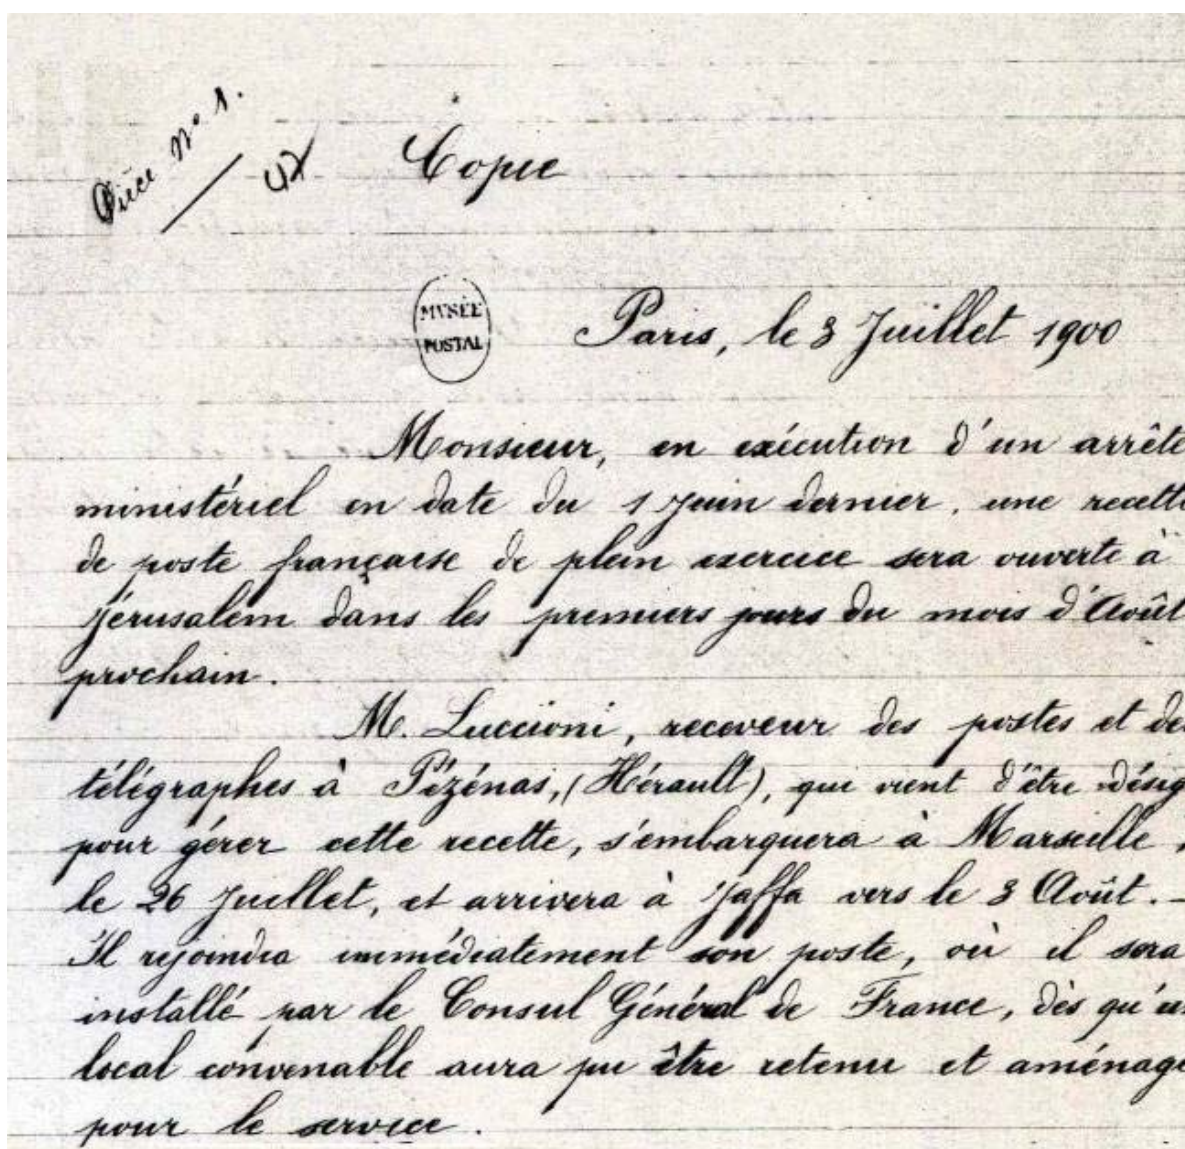 Pièce N° 1.
42
Copie
MUSÉE
POSTAL
Paris, le 3 Juillet 1900
Monsieur, en exécution d'un arrêté
ministériel en date du 1 Juin dernier, une recette
de poste française de plein exercice sera ouverte à
Jérusalem dans les premiers jours du mois d'Août
prochain.
M. Luccioni, receveur des postes et des
télégraphes à Pézénas, (Hérault), qui vient d'être désig
pour gérer cette recette, s'embarquera à Marseille,
le 26 Juillet, et arrivera à Jaffa vers le 3 Août. -
Il rejoindra immédiatement son poste, où il sera
installé par le Consul Général de France, dès qu'un
local convenable aura pu être retenu et aménagé
pour le service.